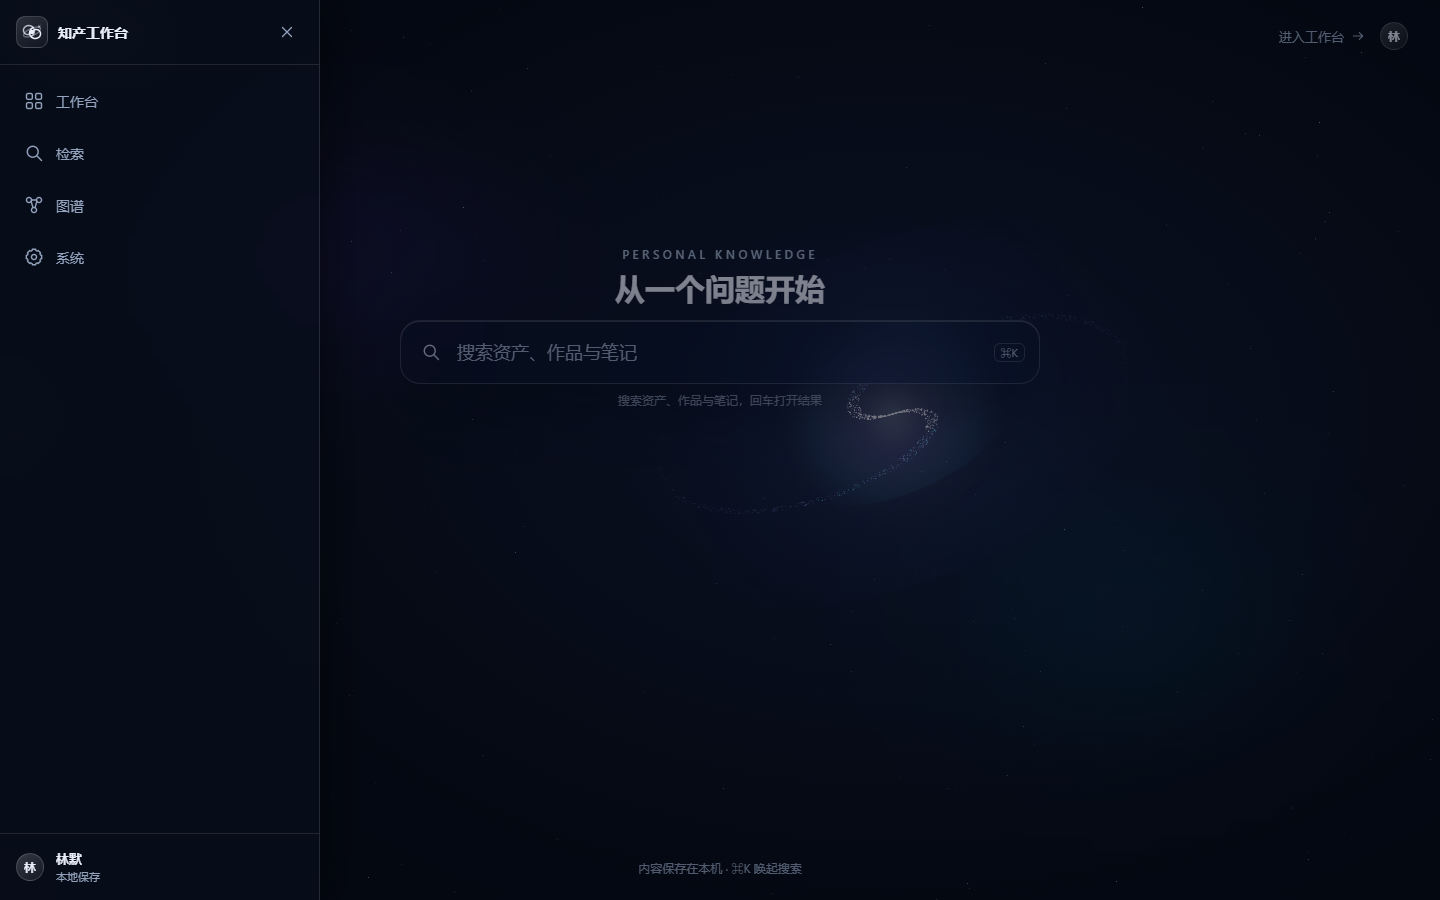 知产工作台
工作台
检索
图谱
系统
林
林默
本地保存
进入工作台 →
林
PERSONAL KNOWLEDGE
从一个问题开始
搜索资产、作品与笔记
⌘K
搜索资产、作品与笔记，回车打开结果
内容保存在本机 · ⌘K 唤起搜索